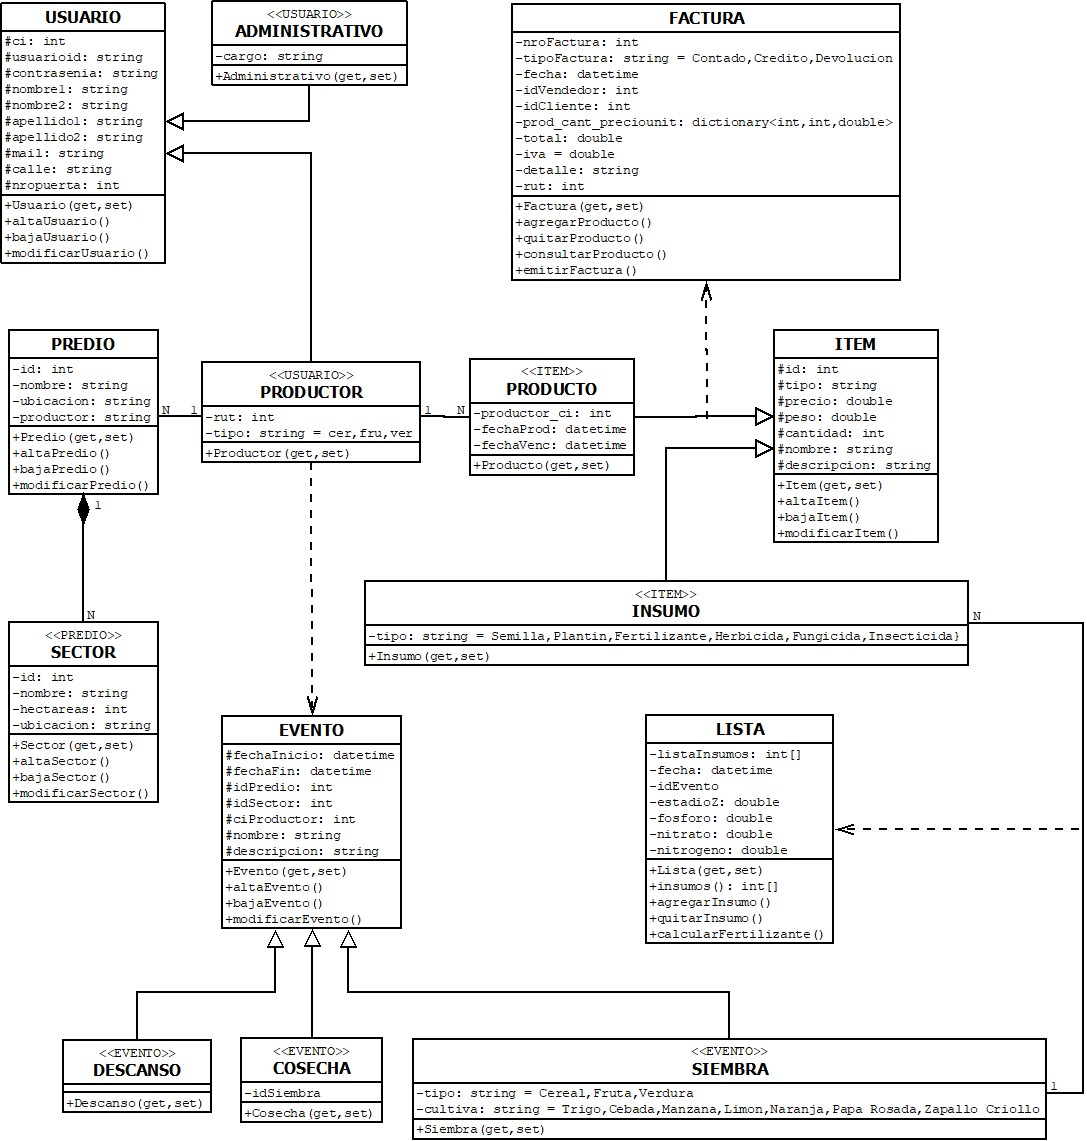 USUARIO
#ci: int
#usuarioid: string
#contrasenia: string
#nombre1: string
#nombre2: string
#apellido1: string
#apellido2: string
#mail: string
#calle: string
#nropuerta: int
+Usuario(get,set)
+altaUsuario()
+bajaUsuario()
+modificarUsuario()
<<USUARIO>>
ADMINISTRATIVO
-cargo: string
+Administrativo(get,set)
FACTURA
-nroFactura: int
-tipoFactura: string = Contado,Credito,Devolucion
-fecha: datetime
-idVendedor: int
-idCliente: int
-prod_cant_preciounit: dictionary<int,int,double>
-total: double
-iva = double
-detalle: string
-rut: int
+Factura(get,set)
+agregarProducto()
+quitarProducto()
+consultarProducto()
+emitirFactura()
PREDIO
-id: int
-nombre: string
-ubicacion: string
-productor: string
+Predio(get,set)
+altaPredio()
+bajaPredio()
+modificarPredio()
N
1
<<USUARIO>>
PRODUCTOR
-rut: int
-tipo: string = cer,fru,ver
+Productor(get,set)
1
N
<<ITEM>>
PRODUCTO
-productor_ci: int
-fechaProd: datetime
-fechaVenc: datetime
+Producto(get,set)
ITEM
#id: int
#tipo: string
#precio: double
#peso: double
#cantidad: int
#nombre: string
#descripcion: string
+Item(get,set)
+altaItem()
+bajaItem()
+modificarItem()
1
N
<<ITEM>>
INSUMO
-tipo: string = Semilla,Plantin,Fertilizante,Herbicida,Fungicida,Insecticida}
+Insumo(get,set)
N
<<PREDIO>>
SECTOR
-id: int
-nombre: string
-hectareas: int
-ubicacion: string
+Sector(get,set)
+altaSector()
+bajaSector()
+modificarSector()
EVENTO
#fechaInicio: datetime
#fechaFin: datetime
#idPredio: int
#idSector: int
#ciProductor: int
#nombre: string
#descripcion: string
+Evento(get,set)
+altaEvento()
+bajaEvento()
+modificarEvento()
LISTA
-listaInsumos: int[]
-fecha: datetime
-idEvento
-estadioZ: double
-fosforo: double
-nitrato: double
-nitrogeno: double
+Lista(get,set)
+insumos(): int[]
+agregarInsumo()
+quitarInsumo()
+calcularFertilizante()
<<EVENTO>>
DESCANSO
+Descanso(get,set)
<<EVENTO>>
COSECHA
-idSiembra
+Cosecha(get,set)
<<EVENTO>>
SIEMBRA
-tipo: string = Cereal,Fruta,Verdura
-cultiva: string = Trigo,Cebada,Manzana,Limon,Naranja,Papa Rosada,Zapallo Criollo
+Siembra(get,set)
1